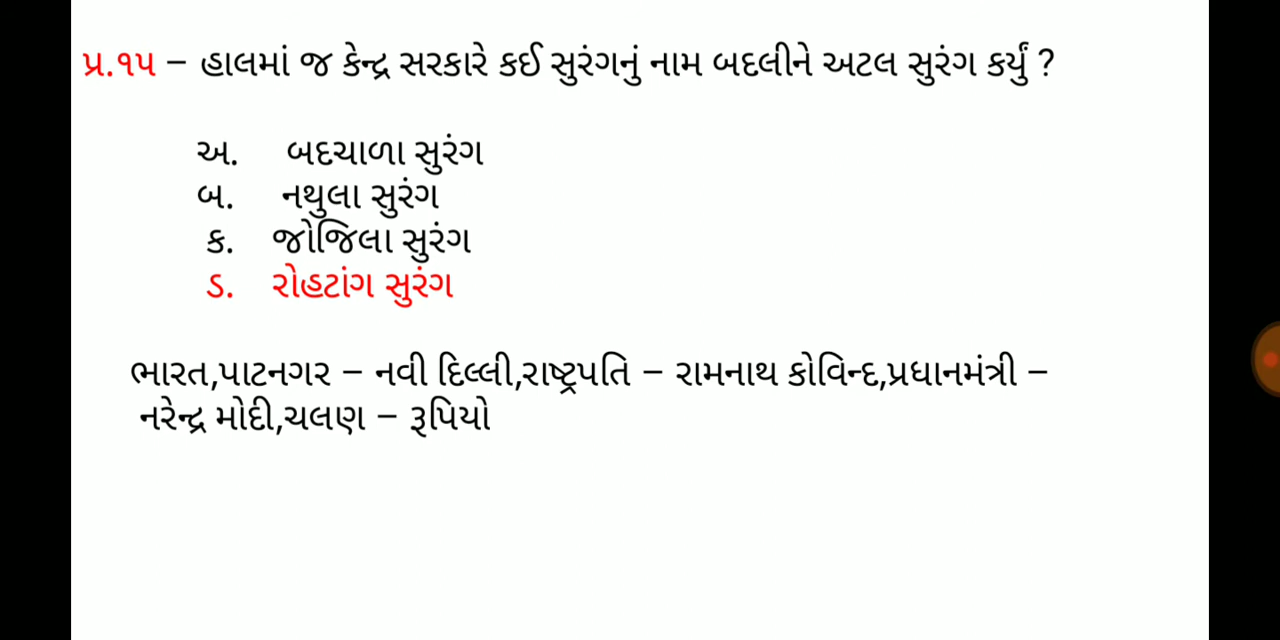 પ્ર.૧૫ – હાલમાં જ કેન્દ્ર સરકારે કઈ સુરંગનું નામ બદલીને અટલ સુરંગ કર્યું ?
અ. બદચાળા સુરંગ
બ. નથુલા સુરંગ
ક. જોજિલા સુરંગ
ડ. રોહટાંગ સુરંગ
ભારત,પાટનગર – નવી દિલ્લી,રાષ્ટ્રપતિ – રામનાથ કોવિન્દ,પ્રધાનમંત્રી –
નરેન્દ્ર મોદી,ચલણ – રૂપિયો